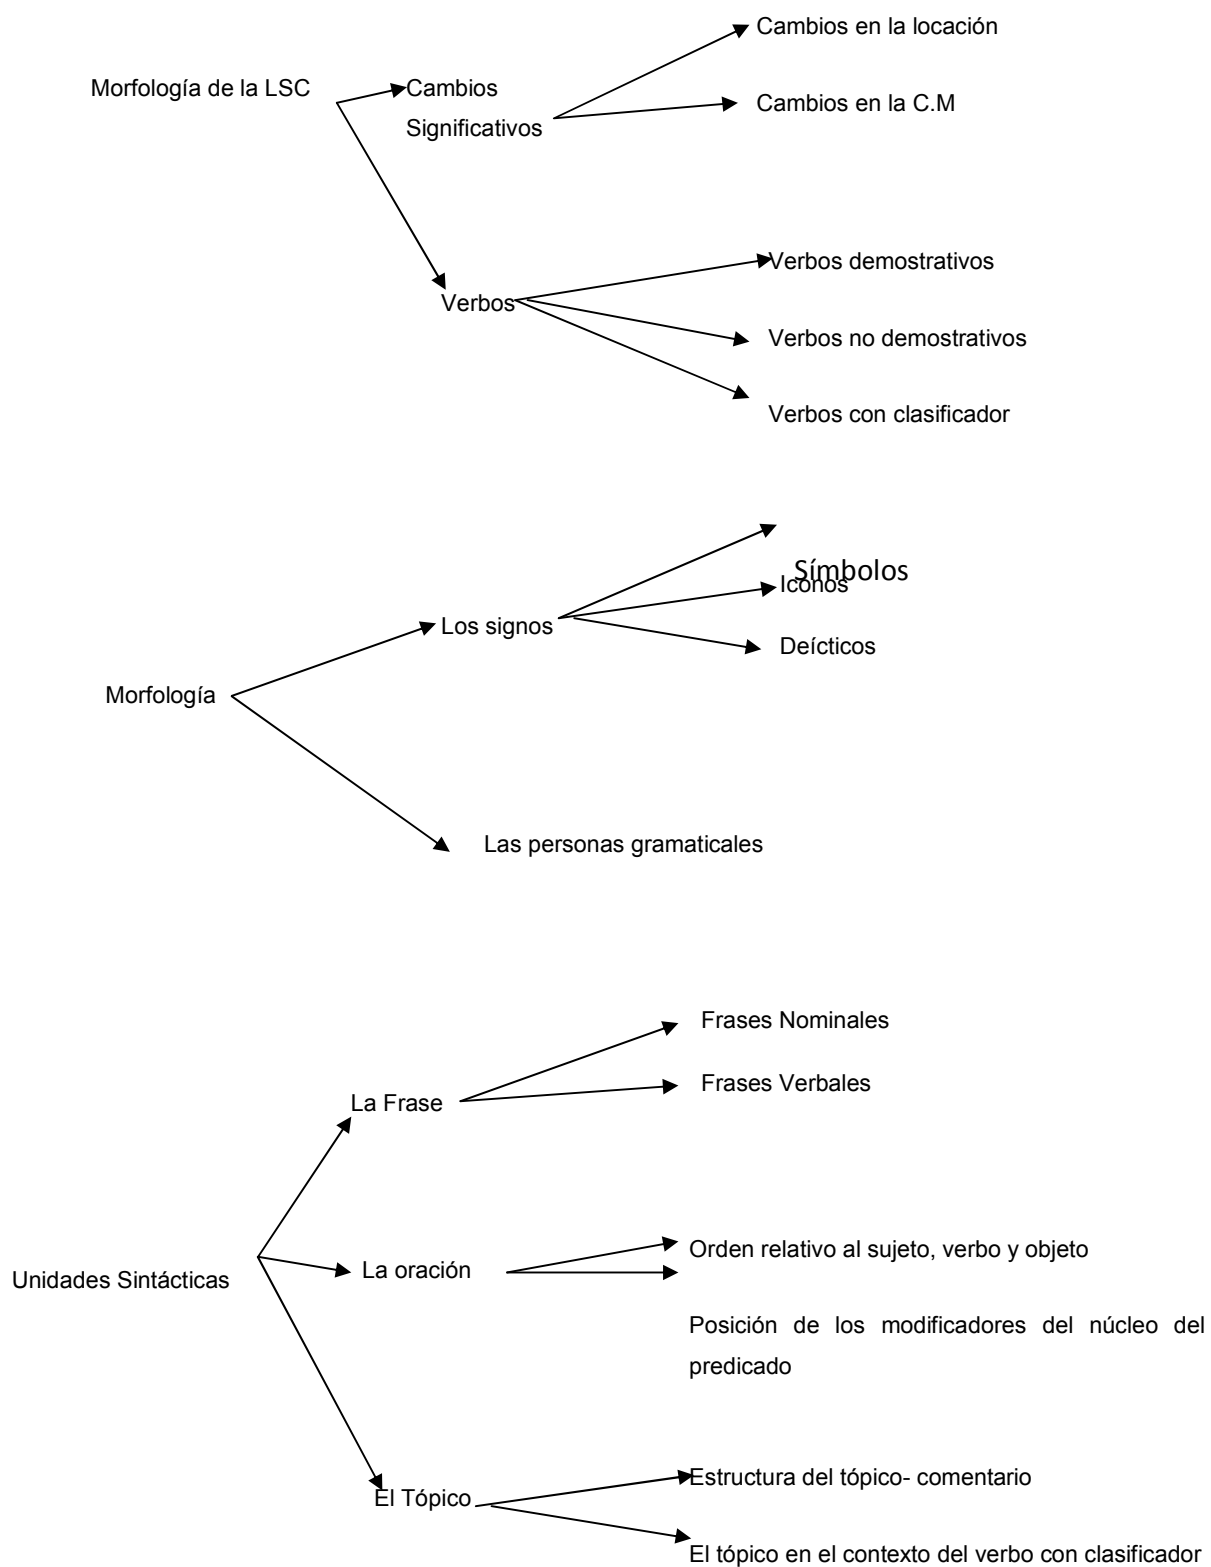 Cambios en la locación
Morfología de la LSC
Cambios
Significativos
Cambios en la C.M
Verbos demostrativos
Verbos
Verbos no demostrativos
Verbos con clasificador
Símbolos
Iconos
Los signos
Deícticos
Morfología
Las personas gramaticales
Frases Nominales
Frases Verbales
La Frase
Orden relativo al sujeto, verbo y objeto
La oración
Unidades Sintácticas
Posición de los modificadores del núcleo del
predicado
Estructura del tópico- comentario
El Tópico
El tópico en el contexto del verbo con clasificador